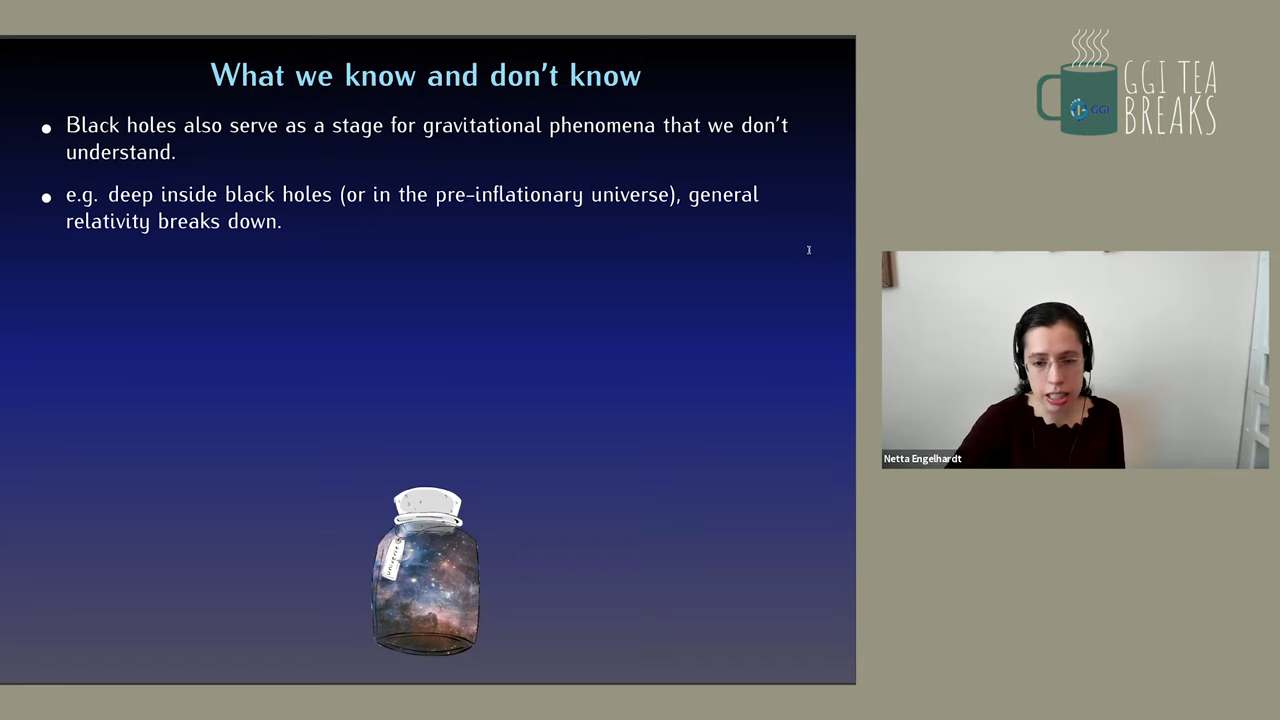 What we know and don't know
Black holes also serve as a stage for gravitational phenomena that we don't
understand.
e.g. deep inside black holes (or in the pre-inflationary universe), general
relativity breaks down.
UNIVERSE
GGI TEA
BREAKS
GGI
Netta Engelhardt